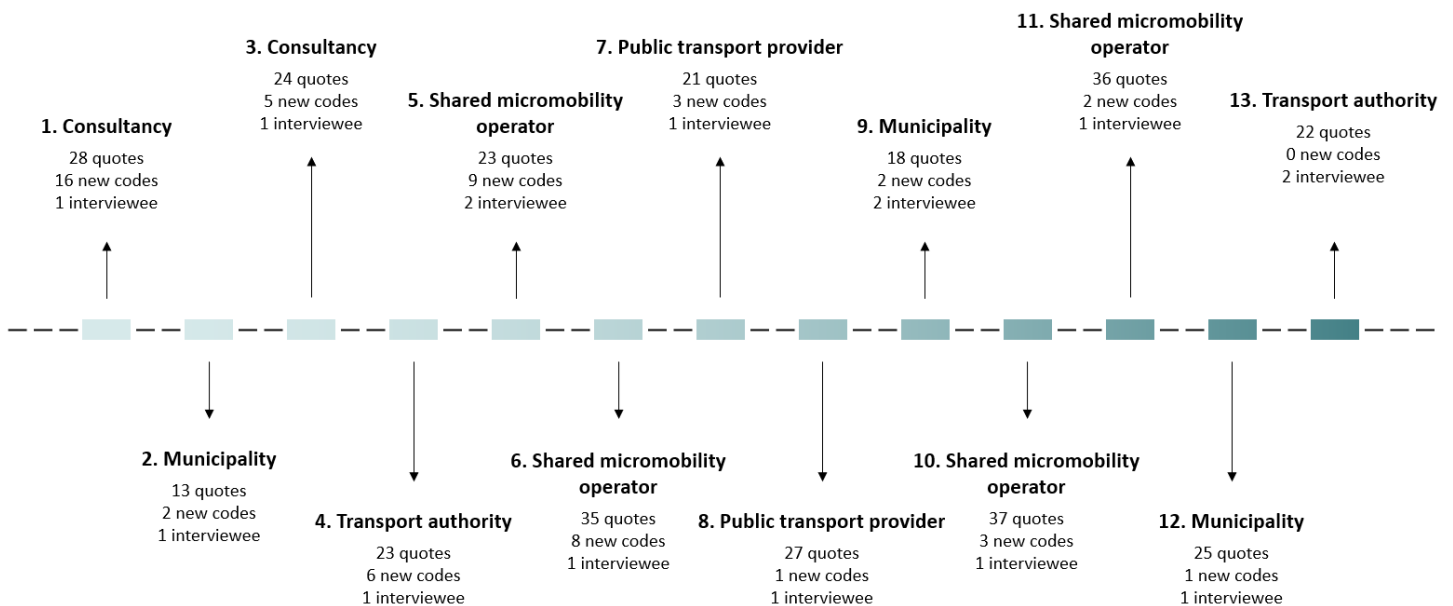 1. Consultancy
28 quotes
16 new codes
1 interviewee
2. Municipality
13 quotes
2 new codes
1 interviewee
3. Consultancy
24 quotes
5 new codes
1 interviewee
4. Transport authority
23 quotes
6 new codes
1 interviewee
5. Shared micromobility
operator
23 quotes
9 new codes
2 interviewee
6. Shared micromobility
operator
35 quotes
8 new codes
1 interviewee
7. Public transport provider
21 quotes
3 new codes
1 interviewee
8. Public transport provider
27 quotes
1 new codes
1 interviewee
9. Municipality
18 quotes
2 new codes
2 interviewee
10. Shared micromobility
operator
37 quotes
3 new codes
1 interviewee
11. Shared micromobility
operator
36 quotes
2 new codes
1 interviewee
12. Municipality
25 quotes
1 new codes
1 interviewee
13. Transport authority
22 quotes
0 new codes
2 interviewee